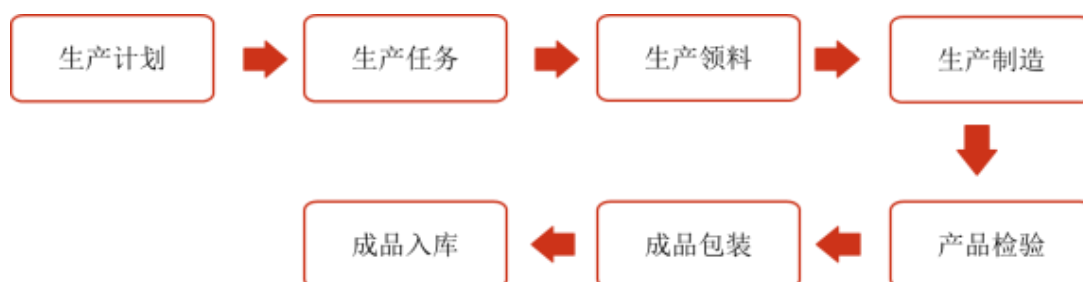 生产计划
生产任务
生产领料
生产制造
产品检验
成品包装
成品入库